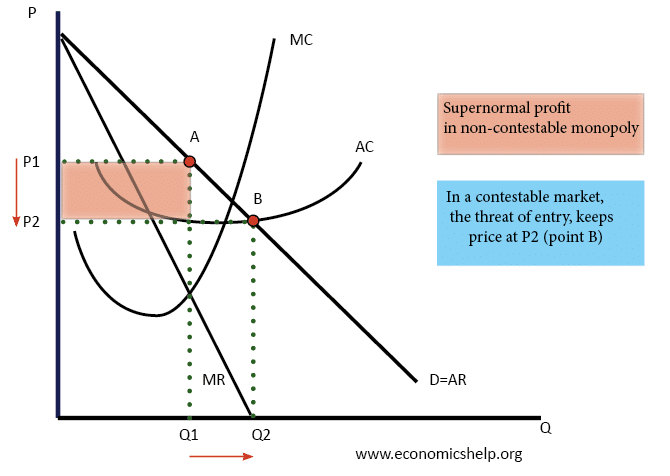 P
MC
Supernormal profit
in non-contestable monopoly
A
AC
P1
B
In a contestable market,
the threat of entry, keeps
price at P2 (point B)
P2
MR
D=AR
Q
Q1
Q2
www.economicshelp.org